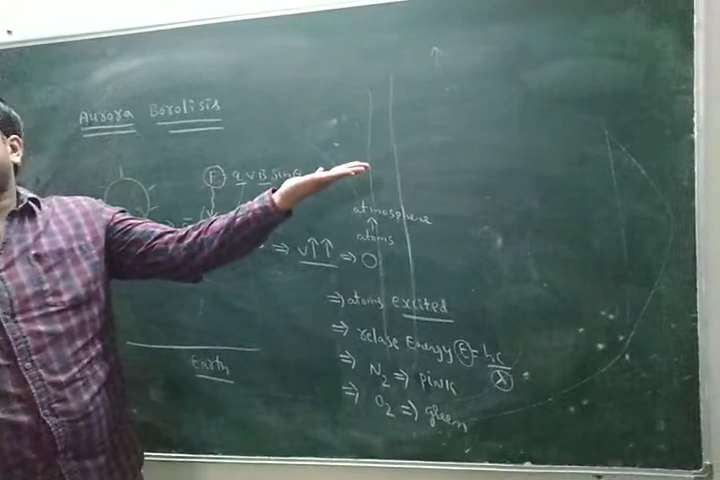 Aurora Borolisis
F = qVB Sinθ
atmosphere
↑
atoms
⇒ V↑↑ ⇒ O
⇒ atoms excited
⇒ relase Energy E = hc/λ
⇒ N₂ ⇒ pink
⇒ O₂ ⇒ green
Earth